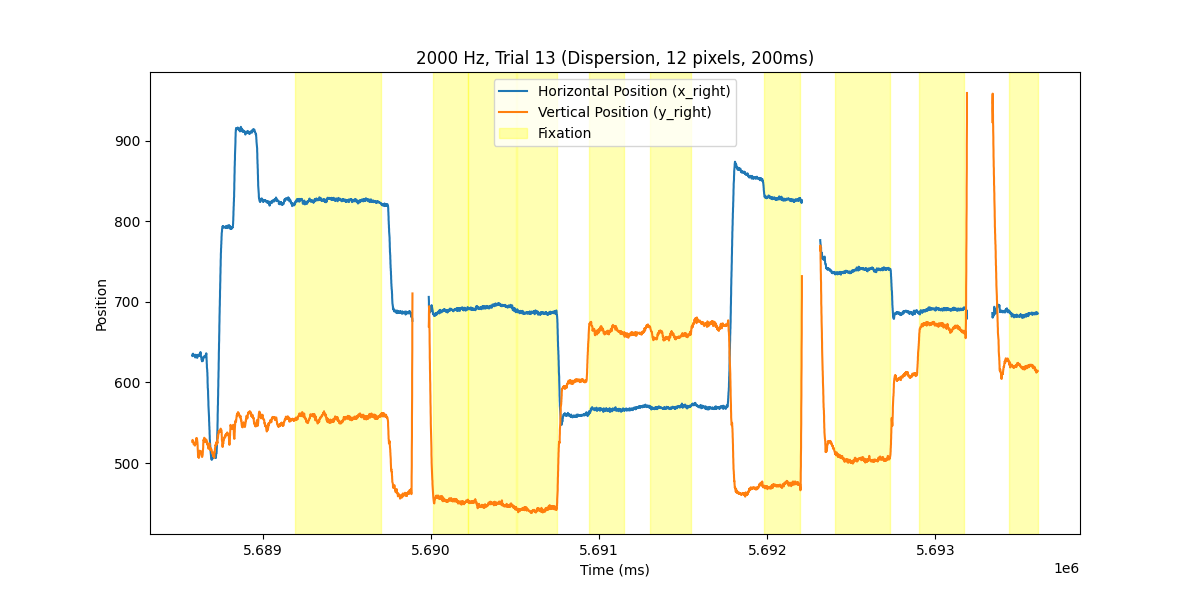 2000 Hz, Trial 13 (Dispersion, 12 pixels, 200ms)
Horizontal Position (x_right)
Vertical Position (y_right)
Fixation
Position
900
800
700
600
500
5.689 5.690 5.691 5.692 5.693
Time (ms)
1e6